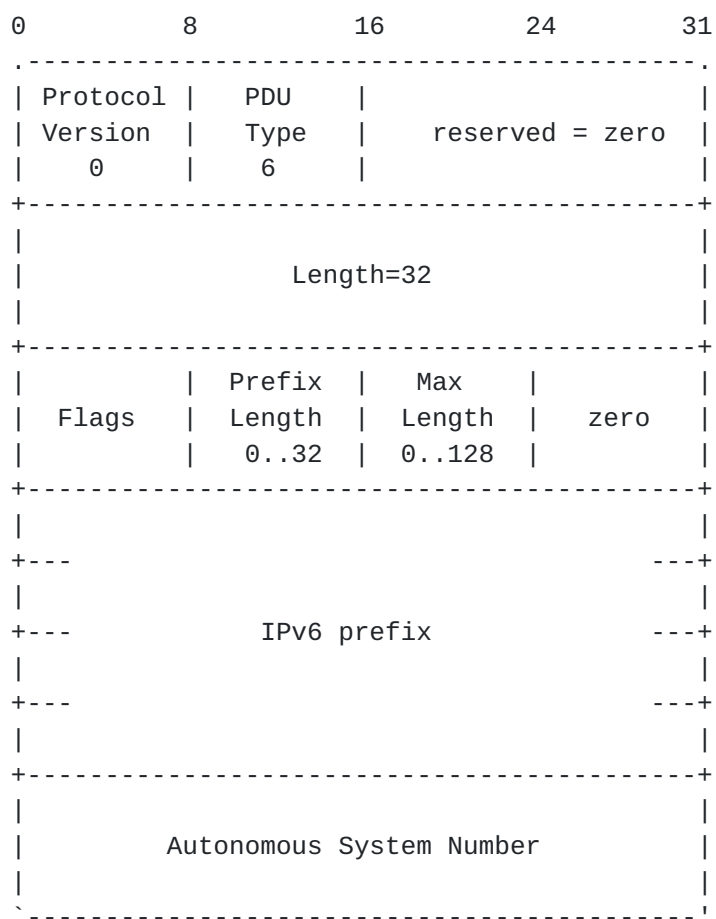 0 8 16 24 31
Protocol PDU
Version Type reserved = zero
0 6
Length=32
Prefix Max
Flags Length Length zero
0..32 0..128
IPv6 prefix
Autonomous System Number